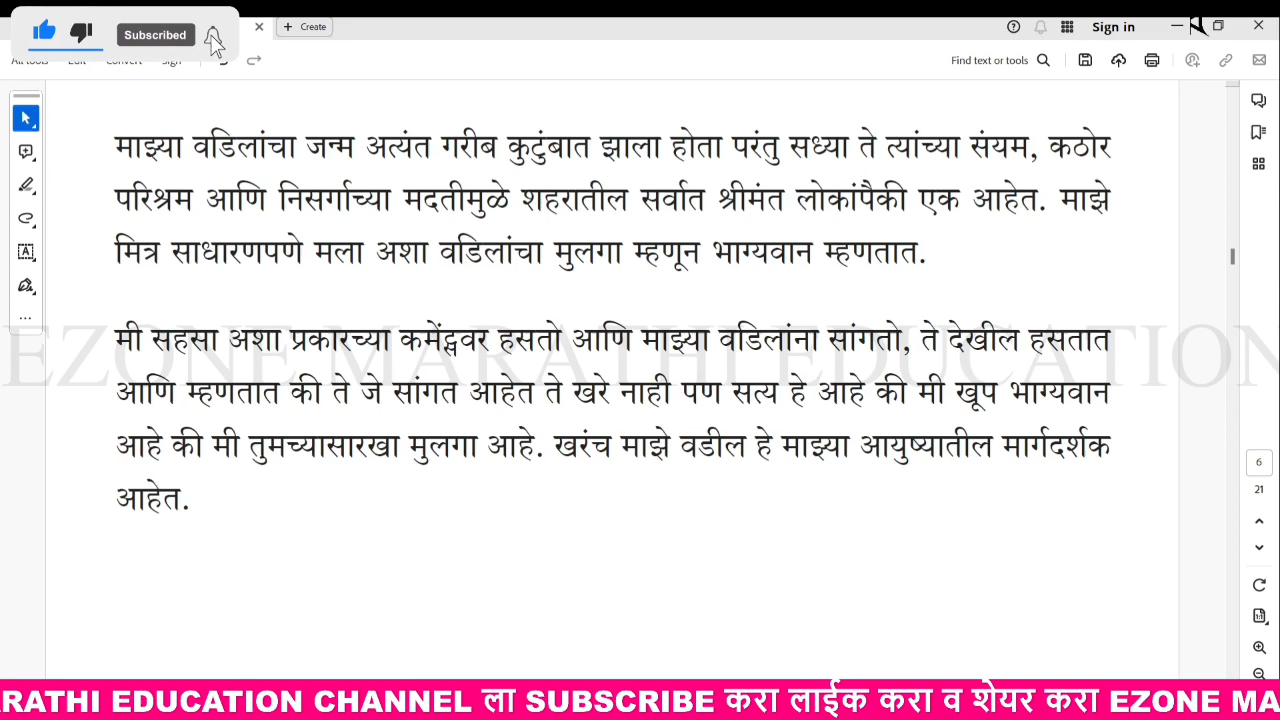 Subscribed
Create
Sign in
Find text or tools
माझ्या वडिलांचा जन्म अत्यंत गरीब कुटुंबात झाला होता परंतु सध्या ते त्यांच्या संयम, कठोर
परिश्रम आणि निसर्गाच्या मदतीमुळे शहरातील सर्वात श्रीमंत लोकांपैकी एक आहेत. माझे
मित्र साधारणपणे मला अशा वडिलांचा मुलगा म्हणून भाग्यवान म्हणतात.
EZONE MARATHI EDUCATION
मी सहसा अशा प्रकारच्या कमेंट्वर हसतो आणि माझ्या वडिलांना सांगतो, ते देखील हसतात
आणि म्हणतात की ते जे सांगत आहेत ते खरे नाही पण सत्य हे आहे की मी खूप भाग्यवान
आहे की मी तुमच्यासारखा मुलगा आहे. खरंच माझे वडील हे माझ्या आयुष्यातील मार्गदर्शक
आहेत.
6
21
RATHI EDUCATION CHANNEL ला SUBSCRIBE करा लाईक करा व शेयर करा EZONE MA